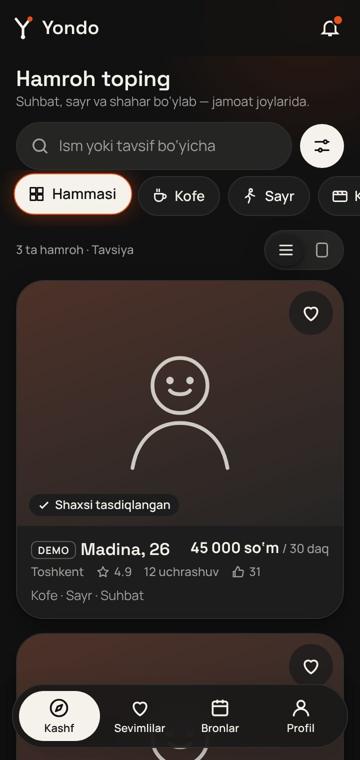 Yondo
Hamroh toping
Suhbat, sayr va shahar bo‘ylab — jamoat joylarida.
Ism yoki tavsif bo‘yicha
Hammasi Kofe Sayr K
3 ta hamroh · Tavsiya
Shaxsi tasdiqlangan
DEMO Madina, 26 45 000 so‘m / 30 daq
Toshkent 4.9 12 uchrashuv 31
Kofe · Sayr · Suhbat
Kashf Sevimlilar Bronlar Profil